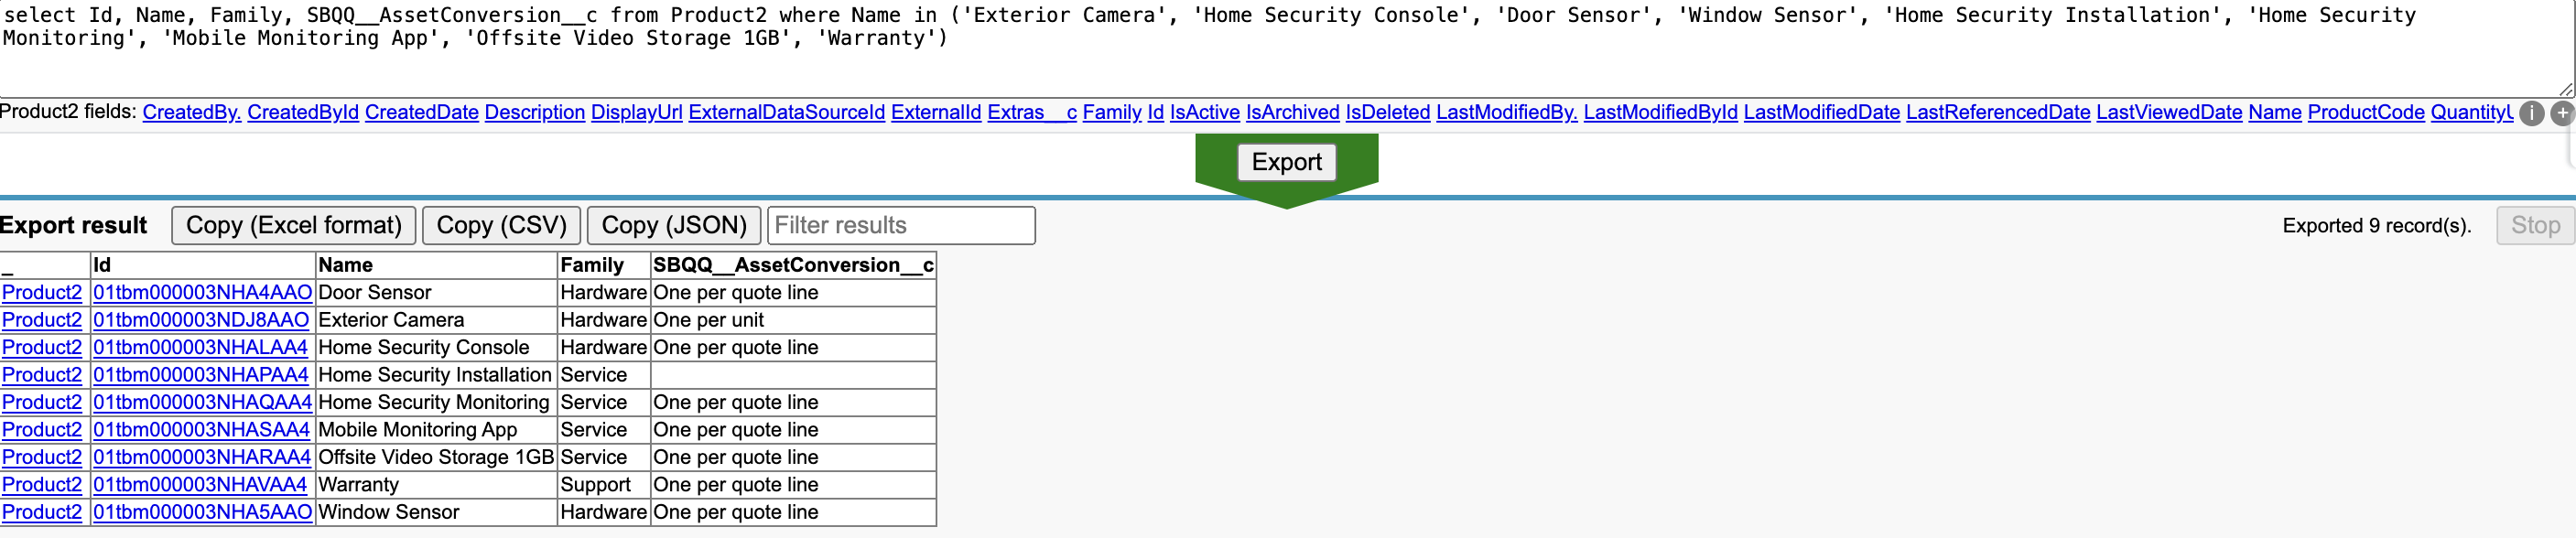 select Id, Name, Family, SBQQ__AssetConversion__c from Product2 where Name in ('Exterior Camera', 'Home Security Console', 'Door Sensor', 'Window Sensor', 'Home Security Installation', 'Home Security
Monitoring', 'Mobile Monitoring App', 'Offsite Video Storage 1GB', 'Warranty')
Product2 fields: CreatedBy. CreatedById CreatedDate Description DisplayUrl ExternalDataSourceId ExternalId Extras__c Family Id IsActive IsArchived IsDeleted LastModifiedBy. LastModifiedById LastModifiedDate LastReferencedDate LastViewedDate Name ProductCode QuantityU i +
Export
Export result Copy (Excel format) Copy (CSV) Copy (JSON) Filter results Exported 9 record(s). Stop
_ Id Name Family SBQQ__AssetConversion__c
Product2 01tbm000003NHA4AAO Door Sensor Hardware One per quote line
Product2 01tbm000003NDJ8AAO Exterior Camera Hardware One per unit
Product2 01tbm000003NHALAA4 Home Security Console Hardware One per quote line
Product2 01tbm000003NHAPAA4 Home Security Installation Service
Product2 01tbm000003NHAQAA4 Home Security Monitoring Service One per quote line
Product2 01tbm000003NHASAA4 Mobile Monitoring App Service One per quote line
Product2 01tbm000003NHARAA4 Offsite Video Storage 1GB Service One per quote line
Product2 01tbm000003NHAVAA4 Warranty Support One per quote line
Product2 01tbm000003NHA5AAO Window Sensor Hardware One per quote line